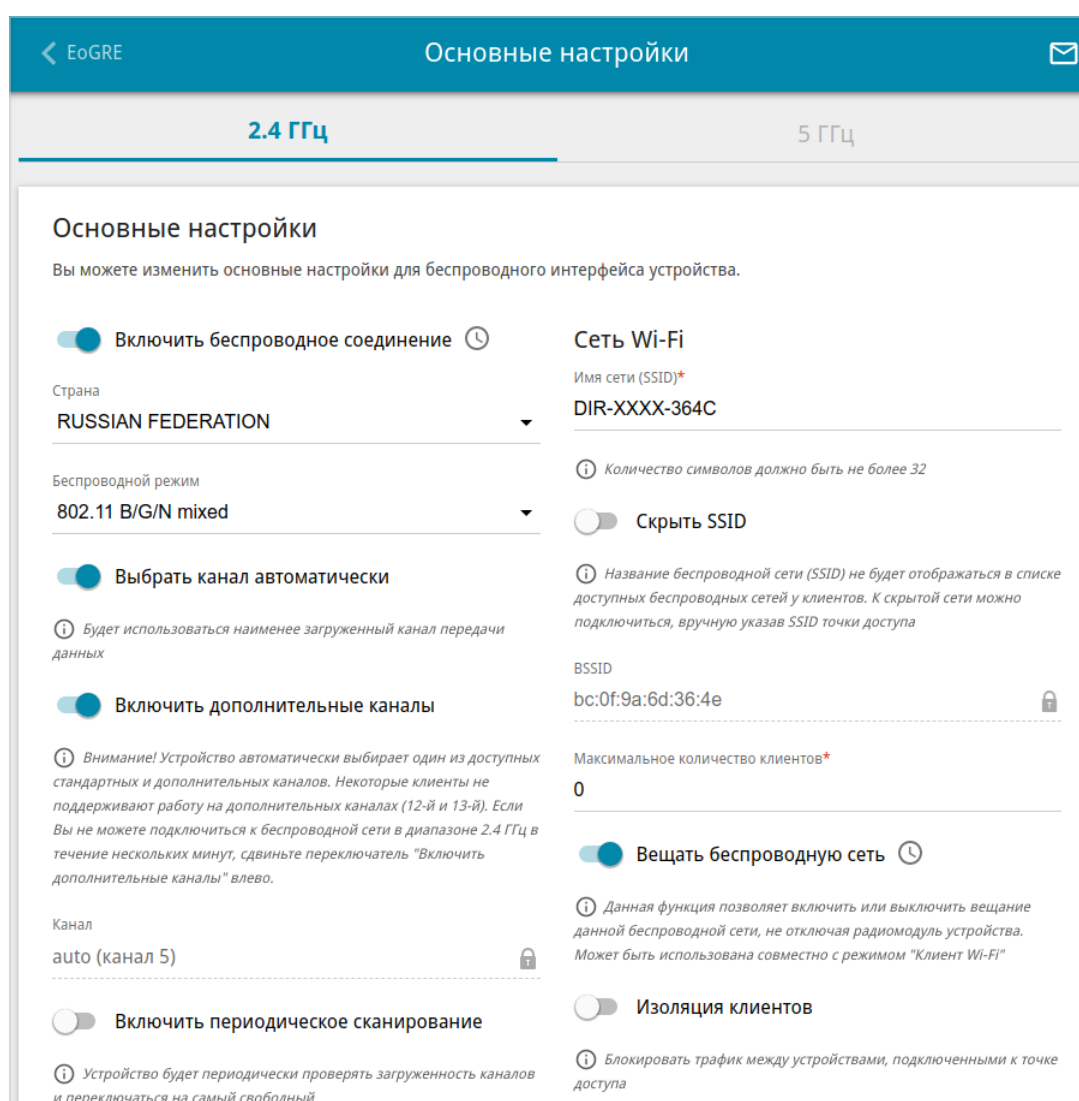 EoGRE
Основные настройки
2.4 ГГц
5 ГГц
Основные настройки
Вы можете изменить основные настройки для беспроводного интерфейса устройства.
Включить беспроводное соединение
Страна
RUSSIAN FEDERATION
Беспроводной режим
802.11 B/G/N mixed
Выбрать канал автоматически
Будет использоваться наименее загруженный канал передачи
данных
Включить дополнительные каналы
Внимание! Устройство автоматически выбирает один из доступных
стандартных и дополнительных каналов. Некоторые клиенты не
поддерживают работу на дополнительных каналах (12-й и 13-й). Если
Вы не можете подключиться к беспроводной сети в диапазоне 2.4 ГГц в
течение нескольких минут, сдвиньте переключатель "Включить
дополнительные каналы" влево.
Канал
auto (канал 5)
Включить периодическое сканирование
Устройство будет периодически проверять загруженность каналов
и переключаться на самый свободный
Сеть Wi-Fi
Имя сети (SSID)*
DIR-XXXX-364C
Количество символов должно быть не более 32
Скрыть SSID
Название беспроводной сети (SSID) не будет отображаться в списке
доступных беспроводных сетей у клиентов. К скрытой сети можно
подключиться, вручную указав SSID точки доступа
BSSID
bc:0f:9a:6d:36:4e
Максимальное количество клиентов*
0
Вещать беспроводную сеть
Данная функция позволяет включить или выключить вещание
данной беспроводной сети, не отключая радиомодуль устройства.
Может быть использована совместно с режимом "Клиент Wi-Fi"
Изоляция клиентов
Блокировать трафик между устройствами, подключенными к точке
доступа